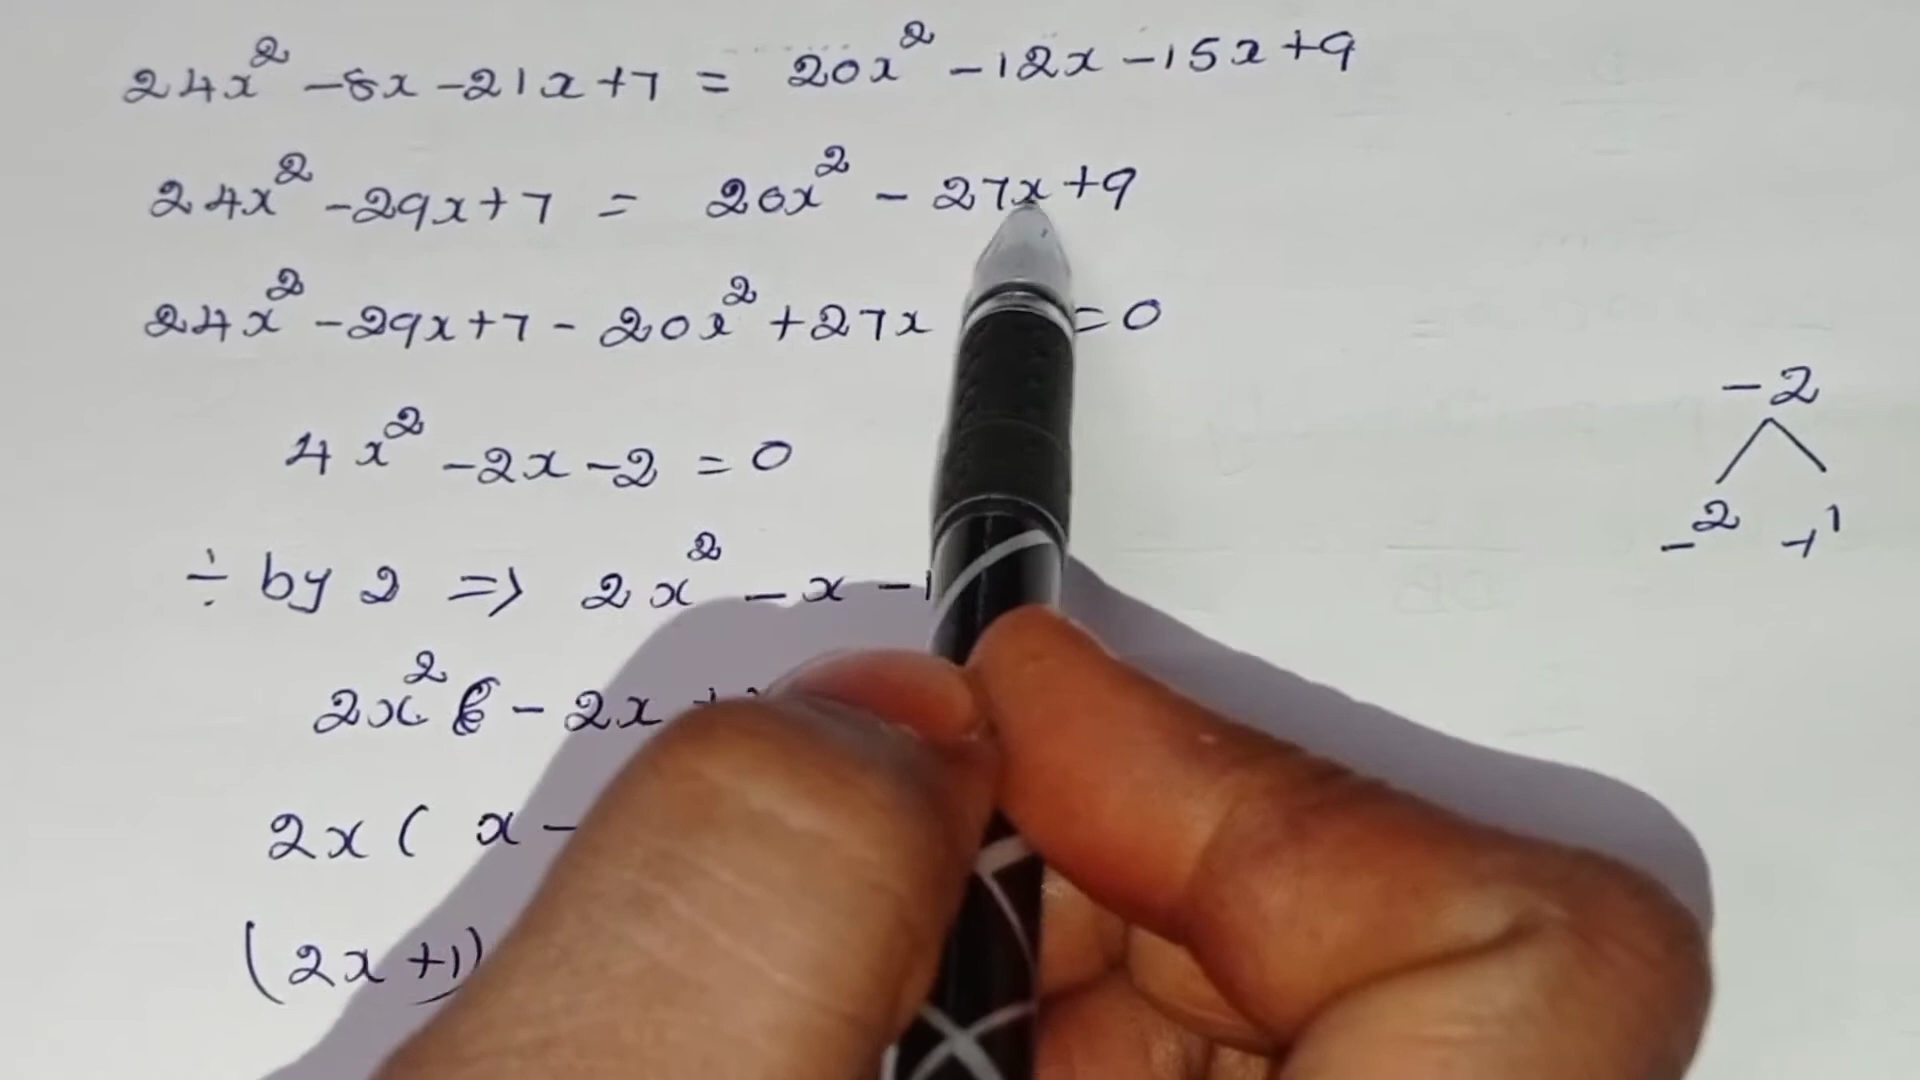 24x² -8x -21x +7 = 20x² -12x -15x +9
24x² -29x +7 = 20x² - 27x +9
24x² -29x +7 - 20x² +27x =0
4x² -2x -2 =0
÷ by 2 => 2x² - x -1
2x² - 2x +
2x ( x -
(2x +1)
-2
-2 +1